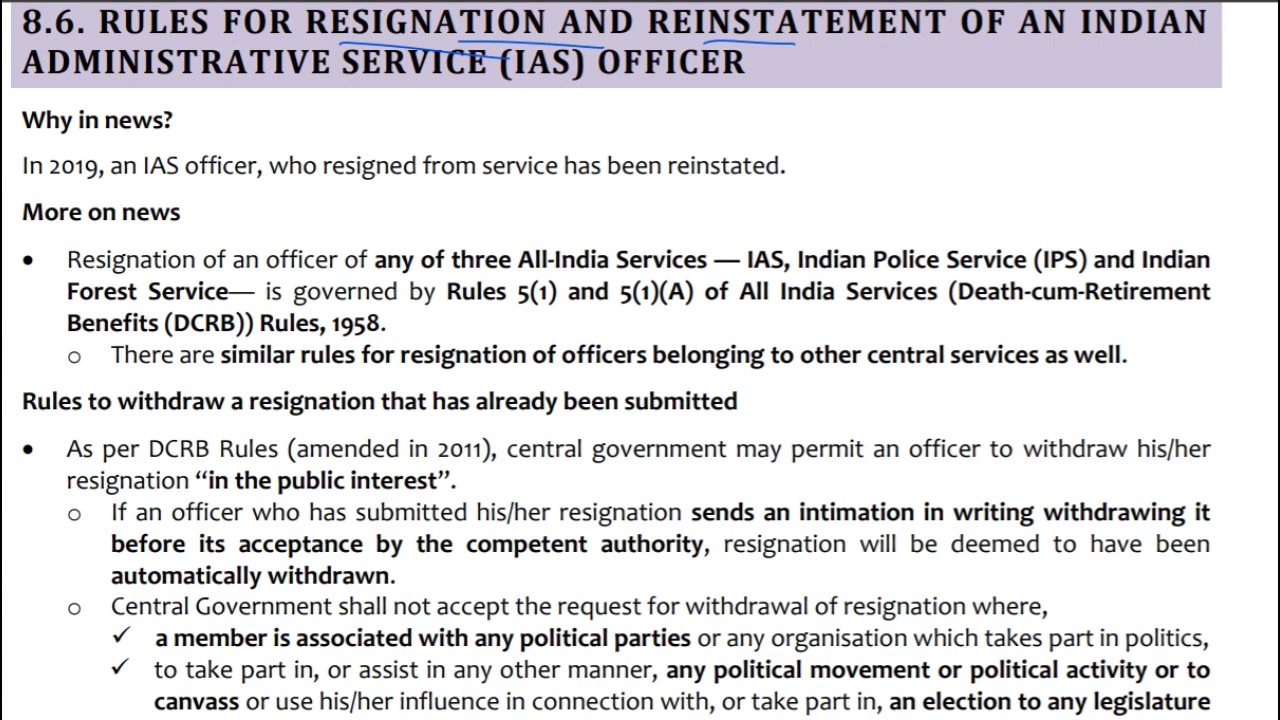 8.6. RULES FOR RESIGNATION AND REINSTATEMENT OF AN INDIAN
ADMINISTRATIVE SERVICE (IAS) OFFICER
Why in news?
In 2019, an IAS officer, who resigned from service has been reinstated.
More on news
• Resignation of an officer of any of three All-India Services — IAS, Indian Police Service (IPS) and Indian
Forest Service— is governed by Rules 5(1) and 5(1)(A) of All India Services (Death-cum-Retirement
Benefits (DCRB)) Rules, 1958.
o There are similar rules for resignation of officers belonging to other central services as well.
Rules to withdraw a resignation that has already been submitted
• As per DCRB Rules (amended in 2011), central government may permit an officer to withdraw his/her
resignation “in the public interest”.
o If an officer who has submitted his/her resignation sends an intimation in writing withdrawing it
before its acceptance by the competent authority, resignation will be deemed to have been
automatically withdrawn.
o Central Government shall not accept the request for withdrawal of resignation where,
✓ a member is associated with any political parties or any organisation which takes part in politics,
✓ to take part in, or assist in any other manner, any political movement or political activity or to
canvass or use his/her influence in connection with, or take part in, an election to any legislature